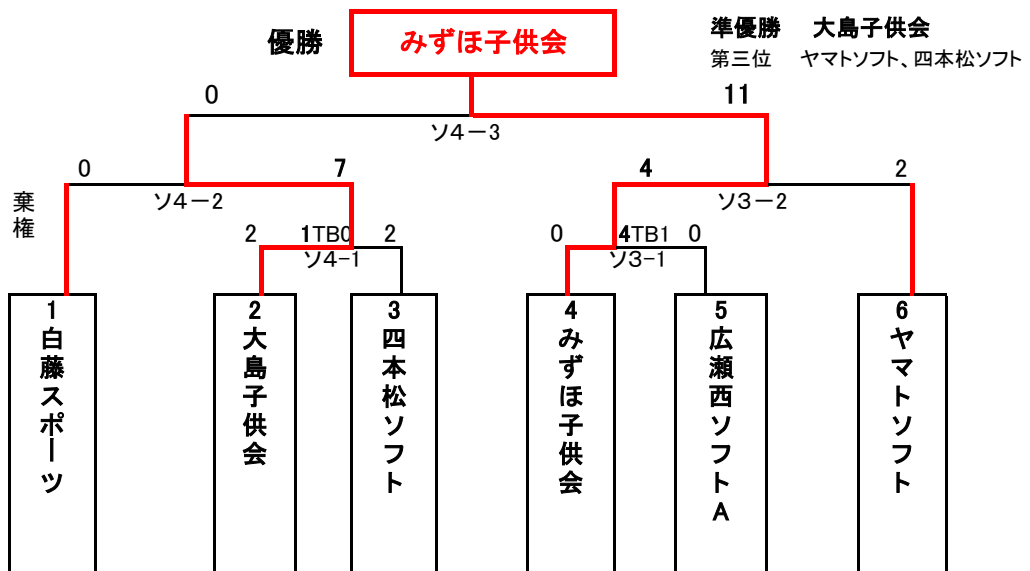 優勝 みずほ子供会
準優勝 大島子供会
第三位 ヤマトソフト、四本松ソフト
0 11
ソ4-3
0 7 4 2
棄権
ソ4-2 ソ3-2
2 1TB0 2 0 4TB1 0
ソ4-1 ソ3-1
1 白藤スポーツ
2 大島子供会
3 四本松ソフト
4 みずほ子供会
5 広瀬西ソフトA
6 ヤマトソフト